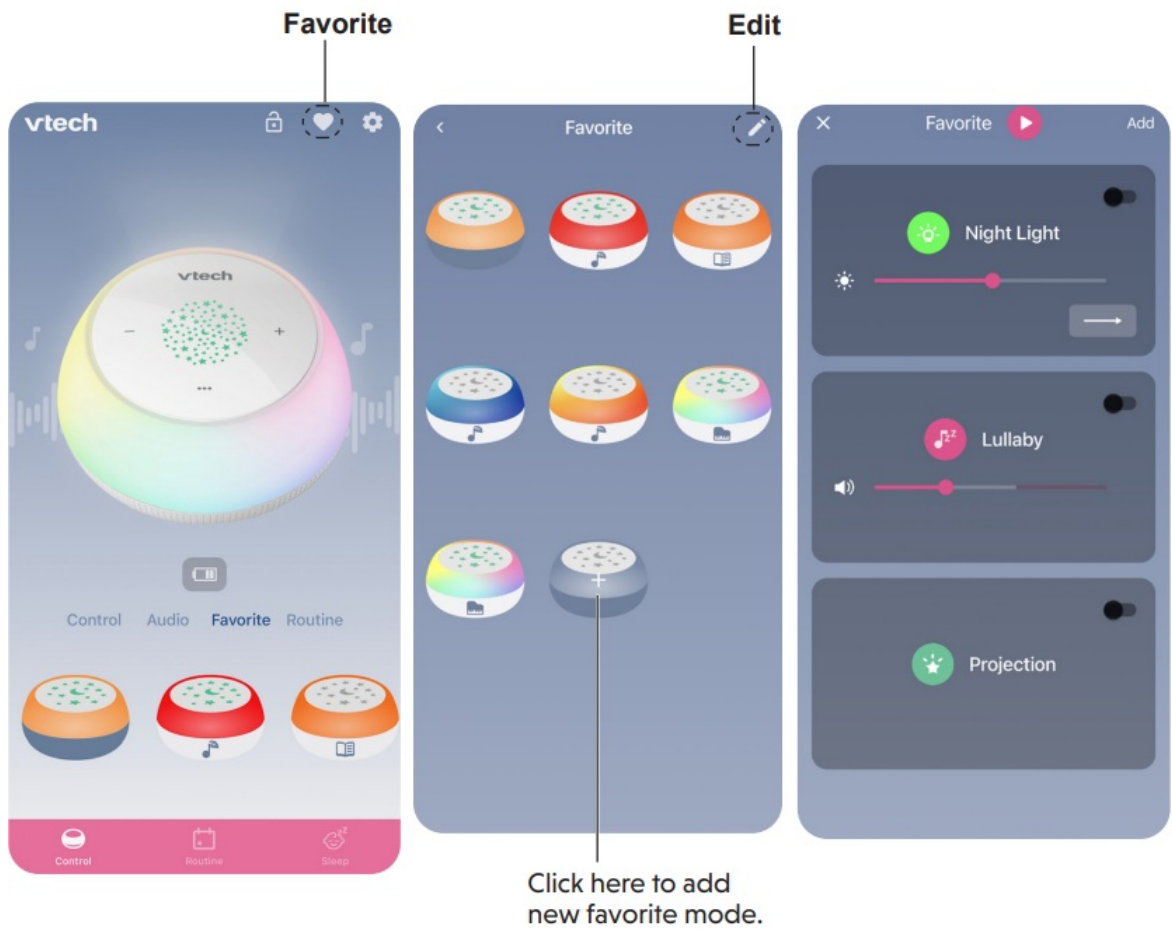 Favorite
Edit
vtech
Favorite
Favorite
Add
vtech
Night Light
Lullaby
Control Audio Favorite Routine
Projection
Control Routine Sleep
Click here to add
new favorite mode.